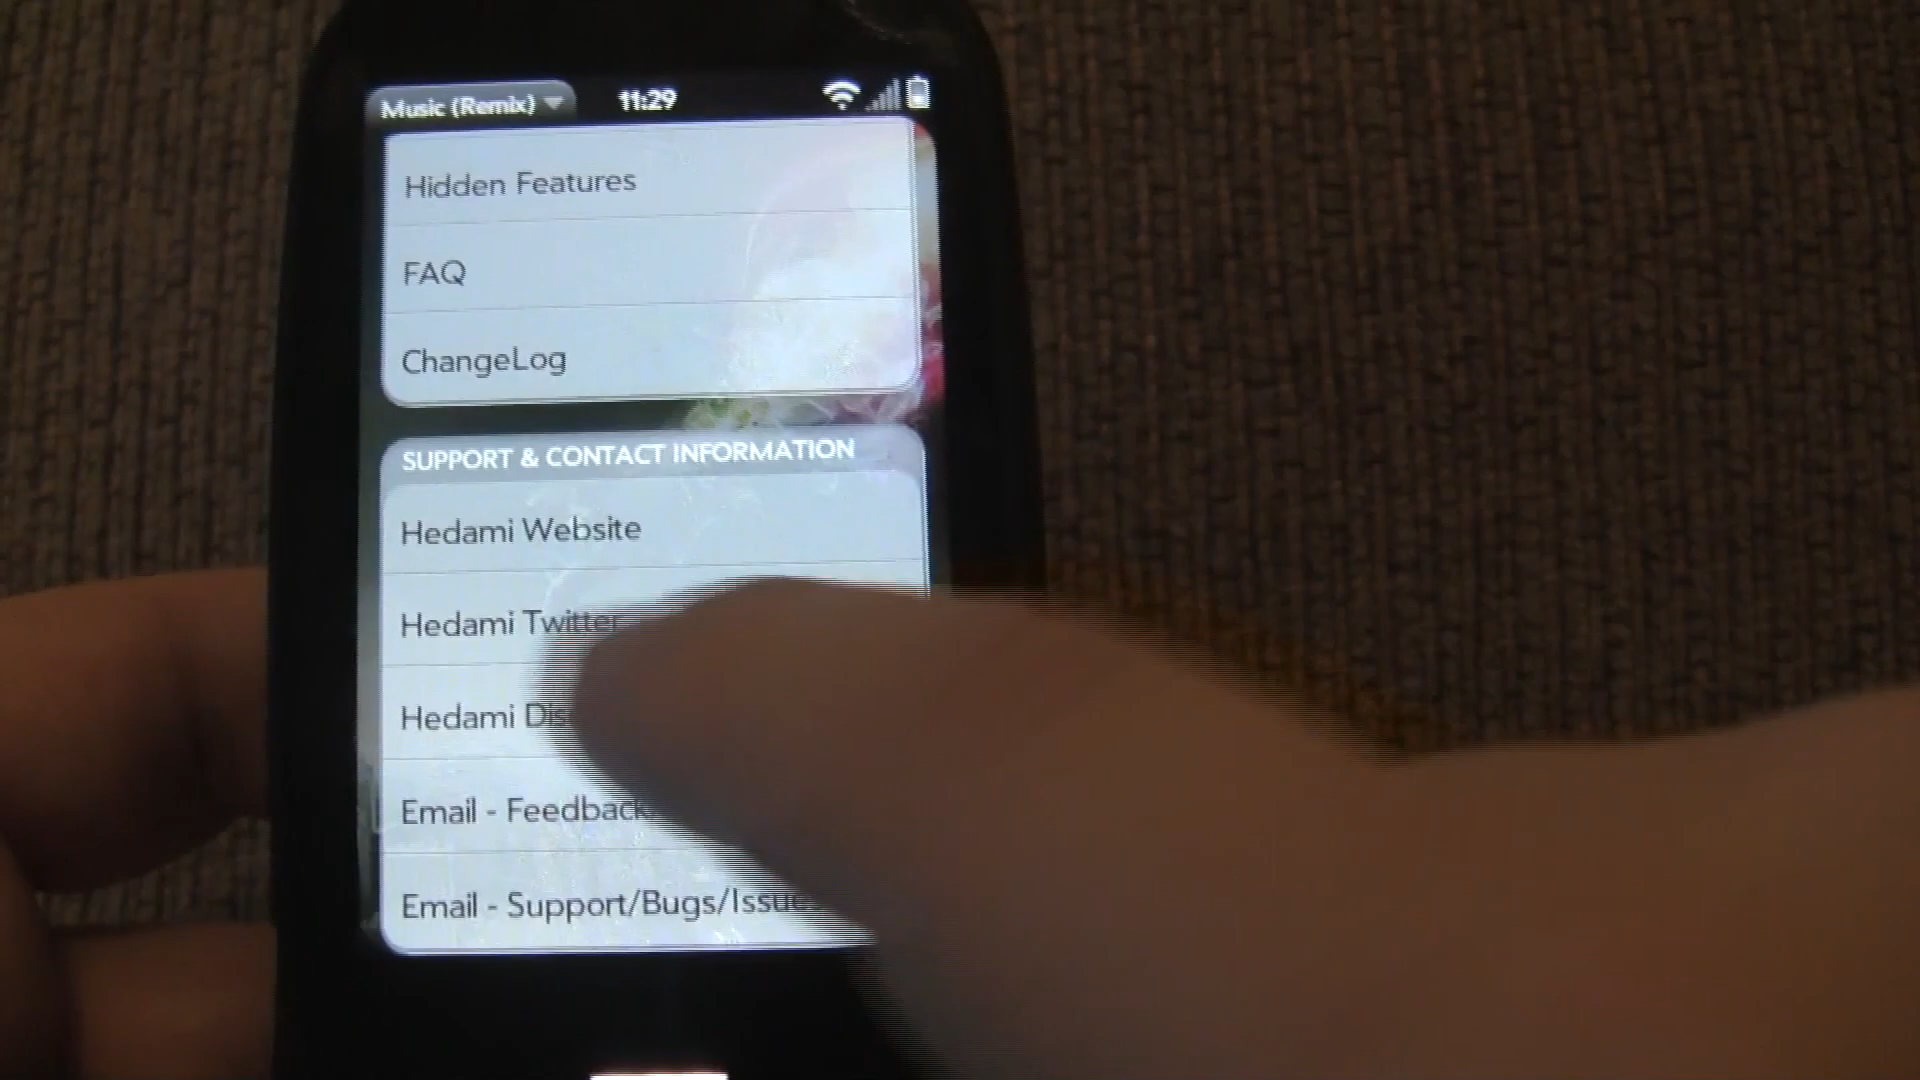 Music (Remix)
11:29
Hidden Features
FAQ
ChangeLog
SUPPORT & CONTACT INFORMATION
Hedami Website
Hedami Twitter
Hedami
Email - Feedback
Email - Support/Bugs/